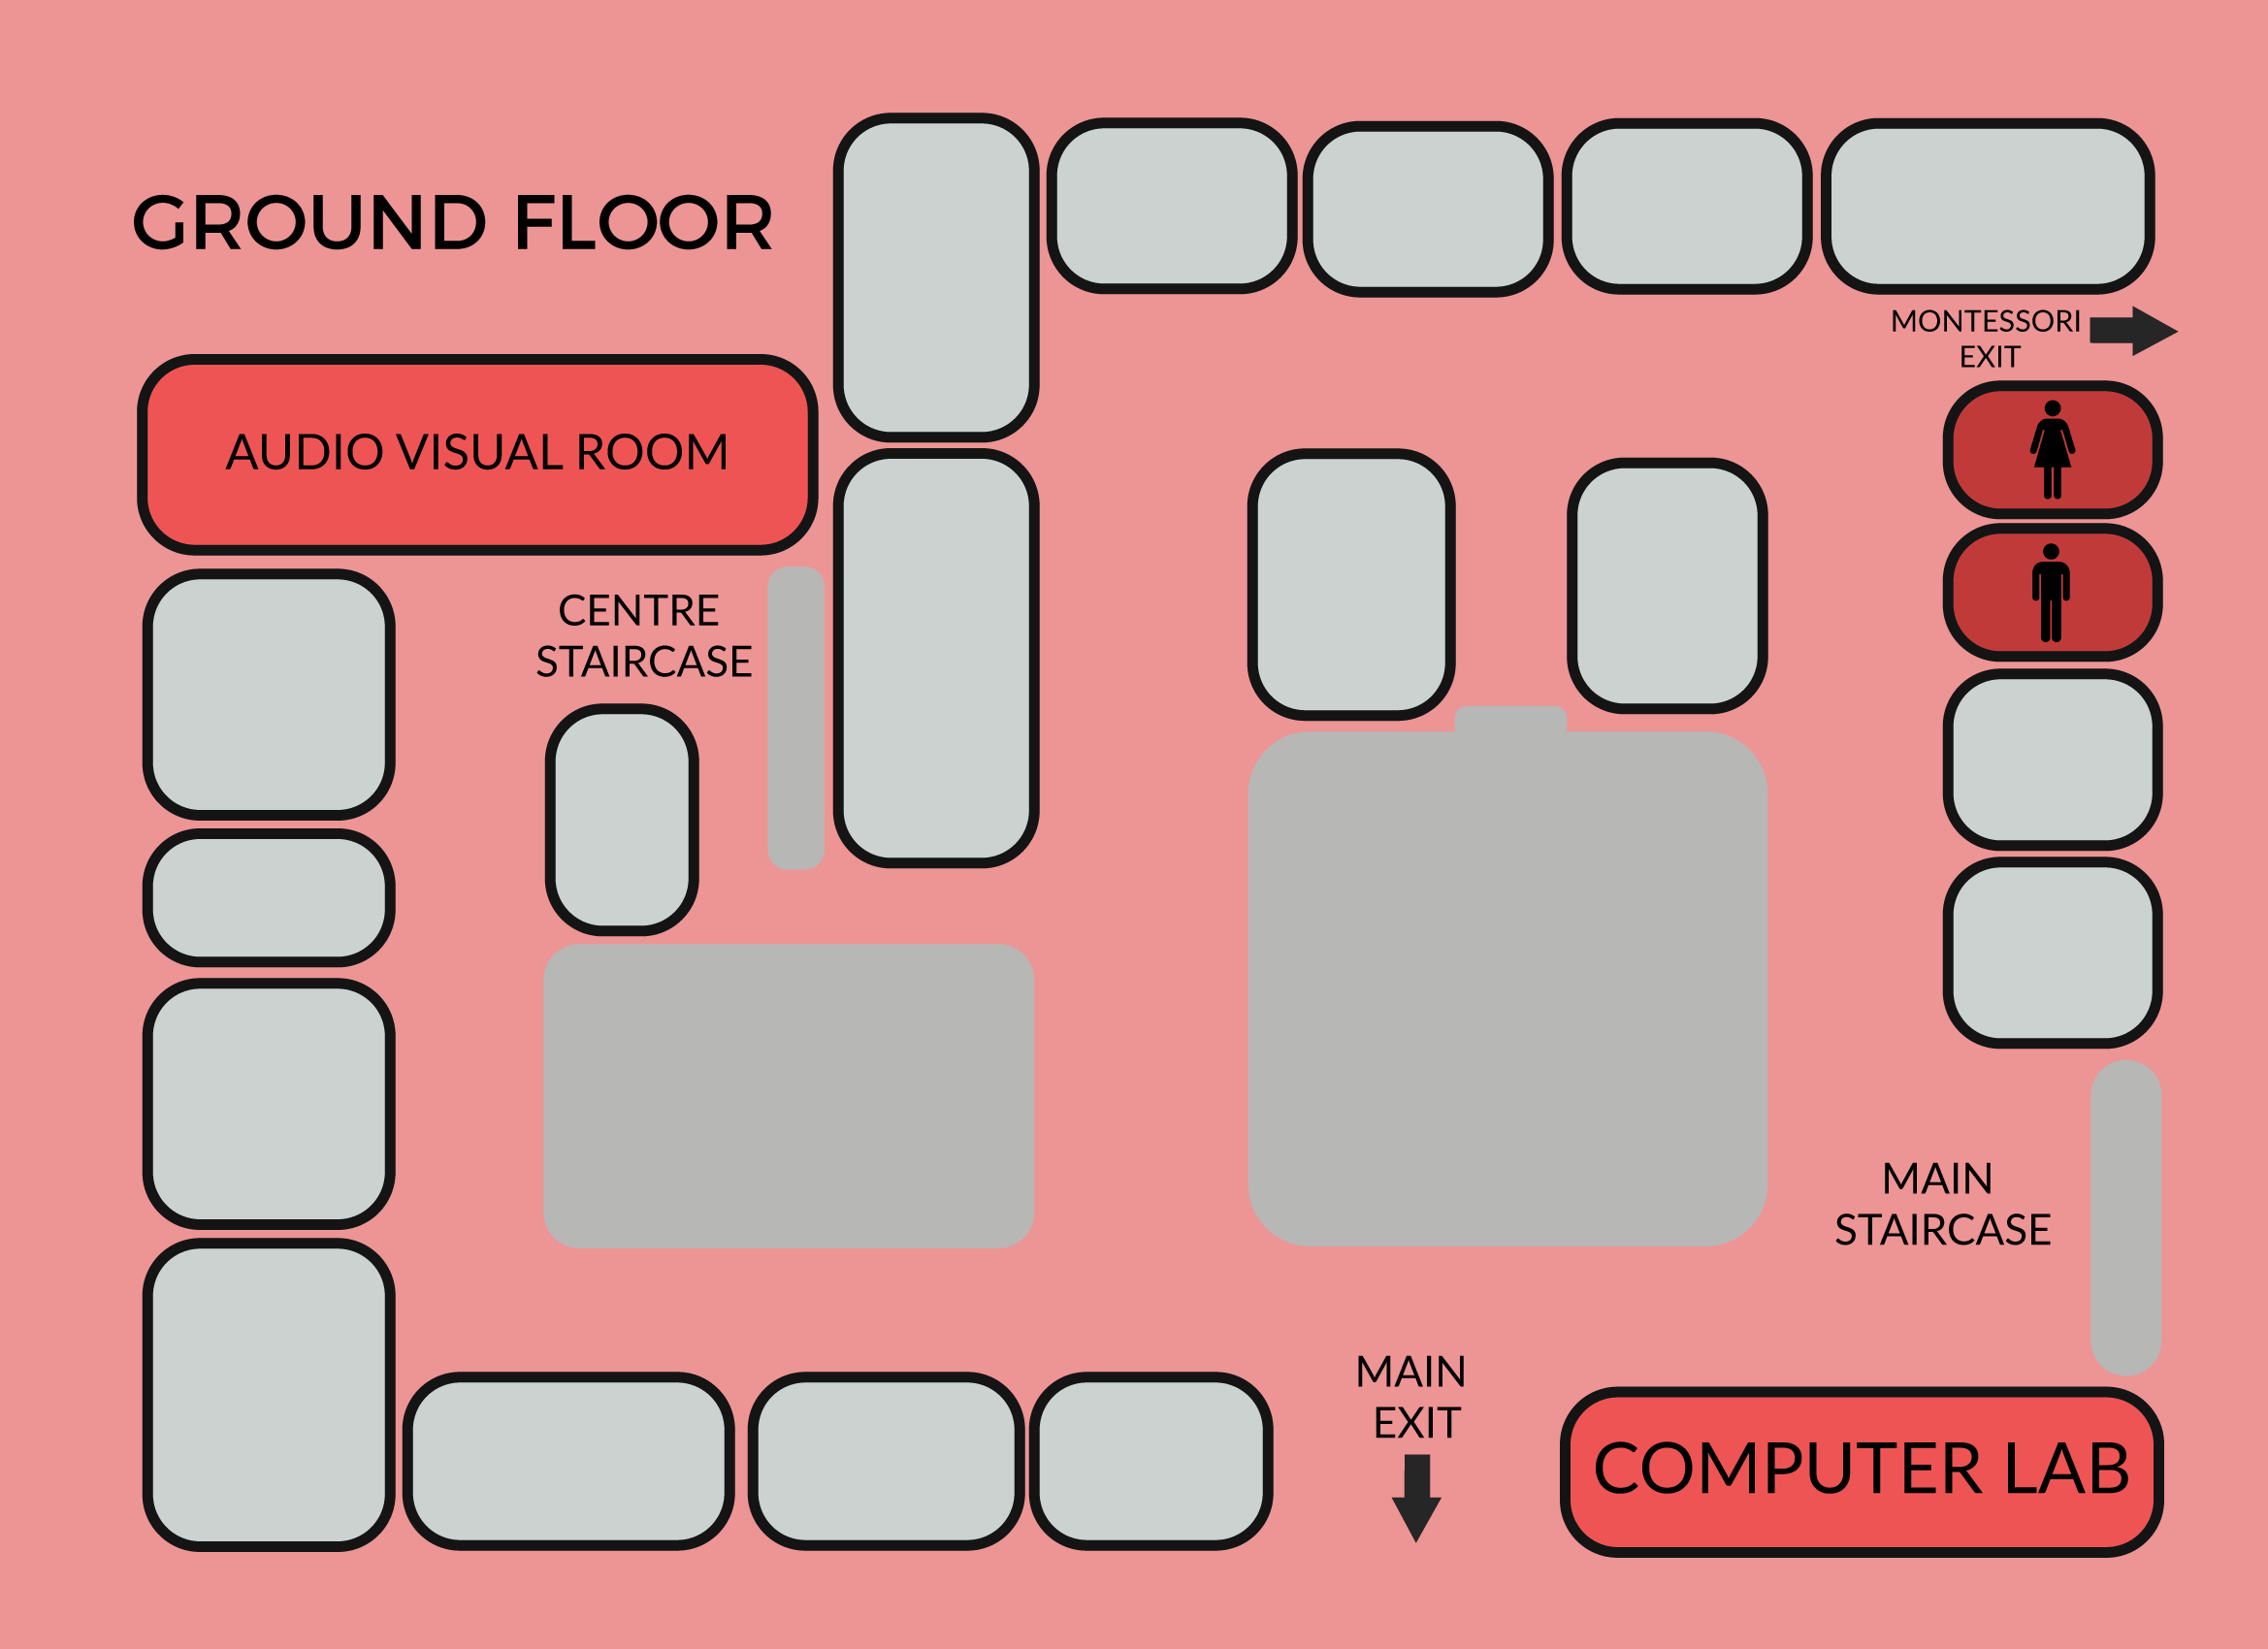 GROUND FLOOR
MONTESSORI
EXIT
AUDIO VISUAL ROOM
CENTRE
STAIRCASE
MAIN
STAIRCASE
MAIN
EXIT
COMPUTER LAB